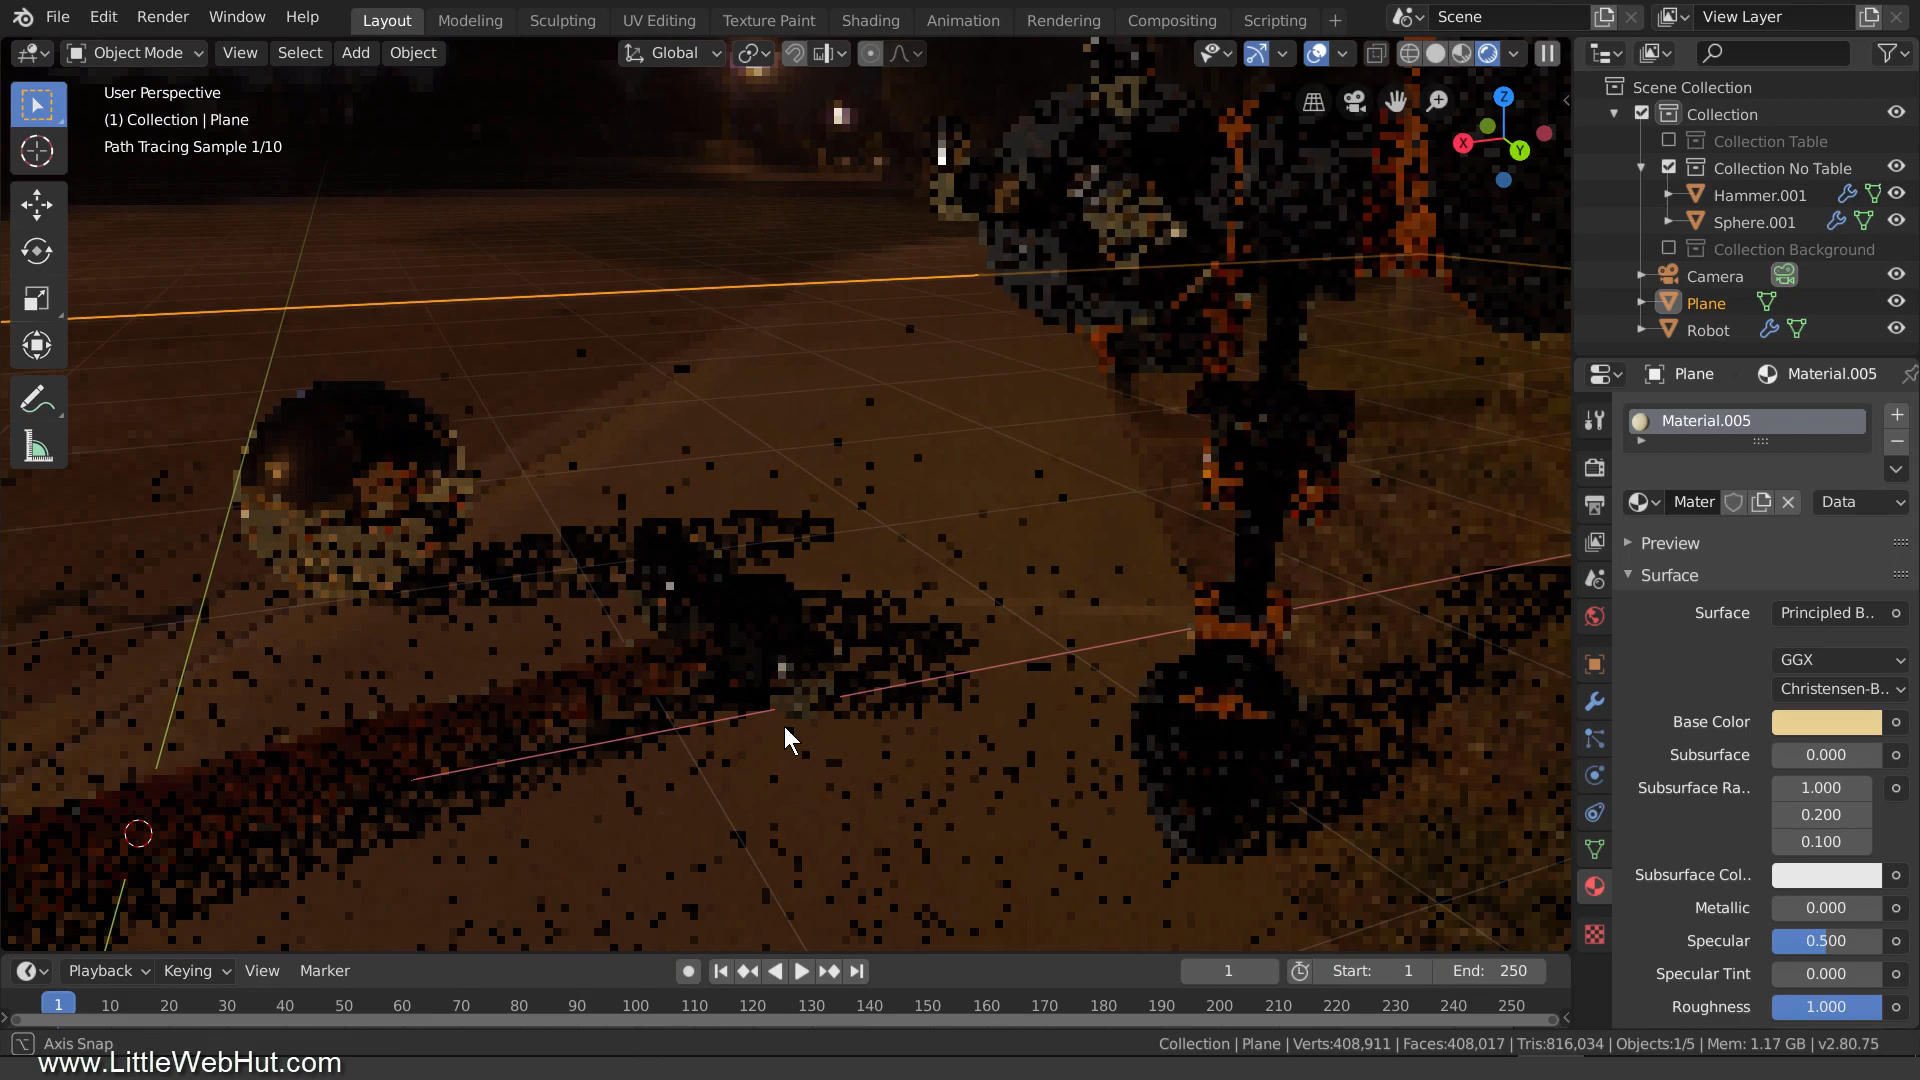 File Edit Render Window Help Layout Modeling Sculpting UV Editing Texture Paint Shading Animation Rendering Compositing Scripting + Scene View Layer
Object Mode View Select Add Object Global
User Perspective
(1) Collection | Plane
Path Tracing Sample 1/10
Z
X
Y
Scene Collection
Collection
Collection Table
Collection No Table
Hammer.001
Sphere.001
Collection Background
Camera
Plane
Robot
Plane Material.005
Material.005
Mater Data
Preview
Surface
Surface Principled B..
GGX
Christensen-B..
Base Color
Subsurface 0.000
Subsurface Ra.. 1.000
0.200
0.100
Subsurface Col..
Metallic 0.000
Specular 0.500
Specular Tint 0.000
Roughness 1.000
Playback Keying View Marker 1 Start: 1 End: 250
1 10 20 30 40 50 60 70 80 90 100 110 120 130 140 150 160 170 180 190 200 210 220 230 240 250
Axis Snap Collection | Plane | Verts:408,911 | Faces:408,017 | Tris:816,034 | Objects:1/5 | Mem: 1.17 GB | v2.80.75
www.LittleWebHut.com